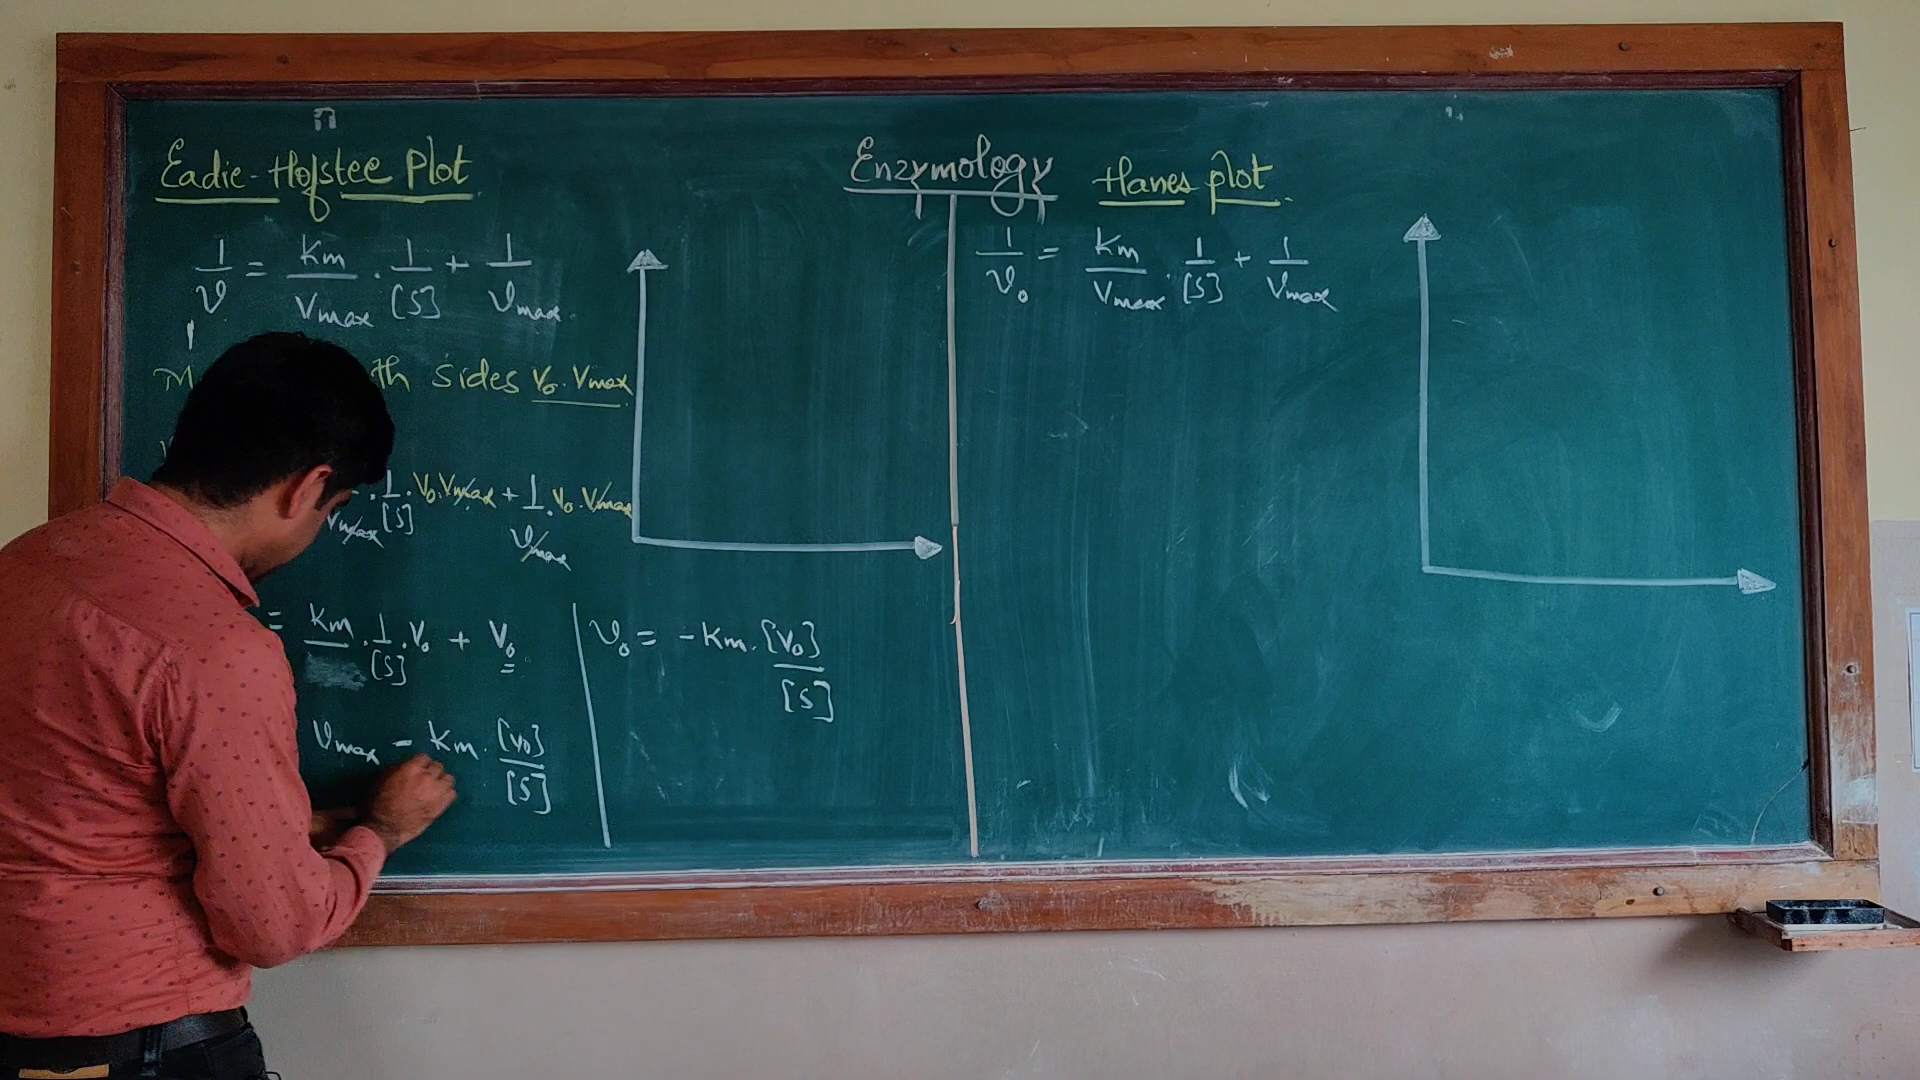 Enzymology
Eadie-Hofstee Plot
1/v = Km/Vmax . 1/[S] + 1/Vmax
sides V₀ . Vmax
Vmax . 1/[S] . V₀ . Vmax + 1/Vmax . V₀ . Vmax
= Km . 1/[S] . V₀ + V₀
Vmax - Km . [V₀]/[S]
V₀ = -Km . [V₀]/[S]
Hanes plot.
1/V₀ = Km/Vmax . 1/[S] + 1/Vmax